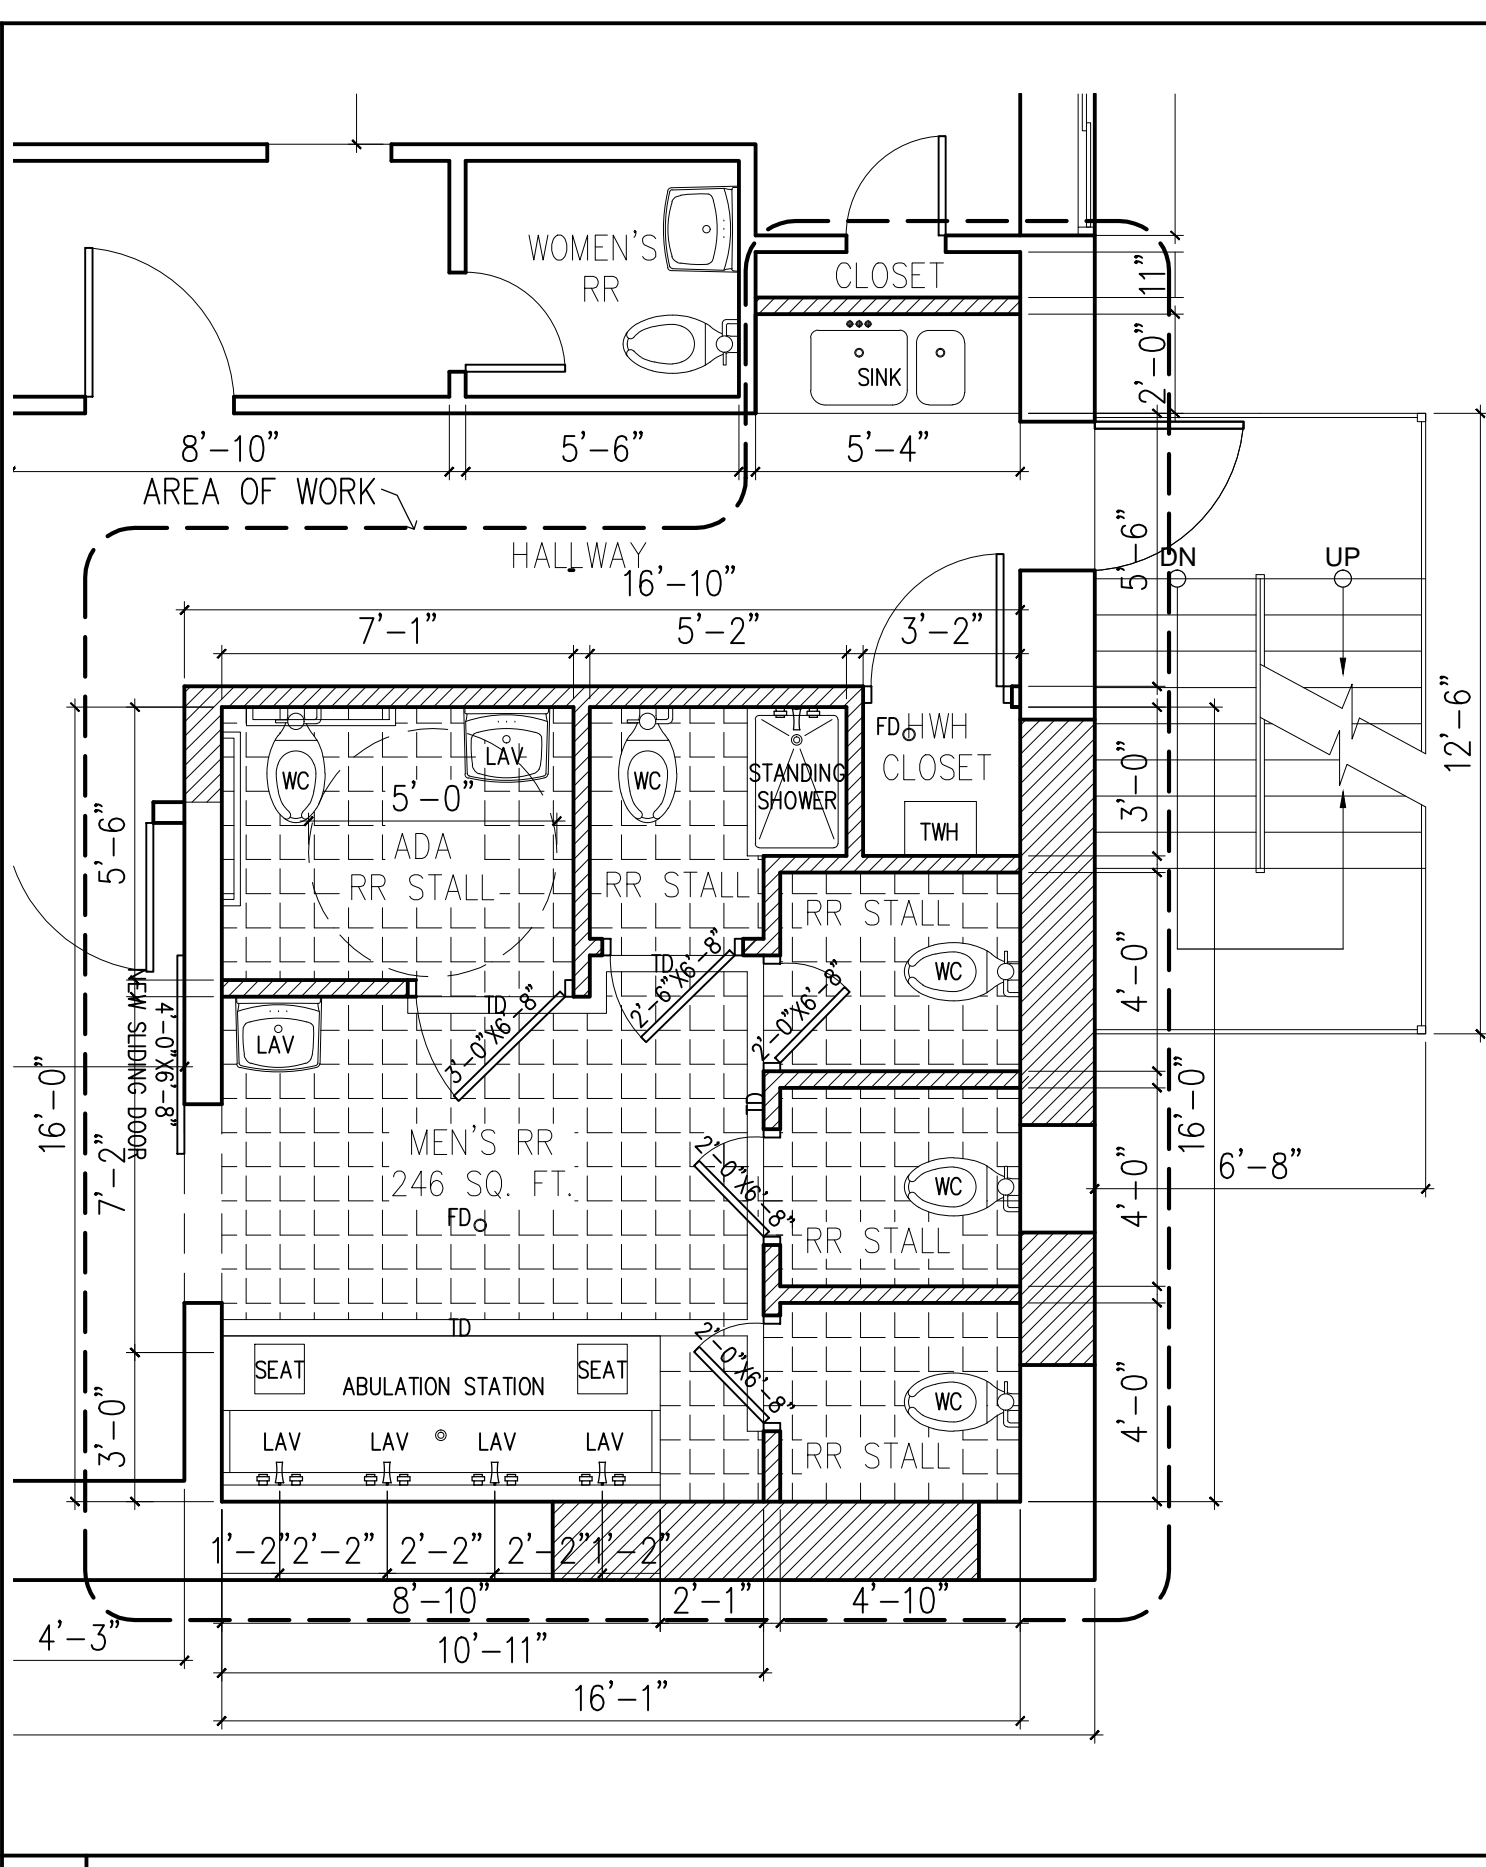 WOMEN'S
RR
CLOSET
11"
2'-0"
SINK
8'-10"
5'-6"
5'-4"
AREA OF WORK
HALLWAY
16'-10"
5'-6"
DN
UP
7'-1"
5'-2"
3'-2"
12'-6"
FD
HWH
CLOSET
LAV
WC
WC
STANDING
SHOWER
5'-0"
TWH
3'-0"
5'-6"
ADA
RR STALL
RR STALL
RR STALL
WC
4'-0"
TD
TD
3'-0"X6'-8"
2'-6"X6'-8"
2'-0"X6'-8"
NEW SLIDING DOOR
4'-0"X6'-8"
LAV
16'-0"
7'-2"
TD
16'-0"
MEN'S RR
246 SQ. FT.
FD
2'-0"X6'-8"
WC
RR STALL
4'-0"
6'-8"
TD
SEAT
SEAT
ABULATION STATION
2'-0"X6'-8"
WC
RR STALL
4'-0"
3'-0"
LAV
LAV
LAV
LAV
1'-2"
2'-2"
2'-2"
2'-2"
1'-2"
8'-10"
2'-1"
4'-10"
4'-3"
10'-11"
16'-1"